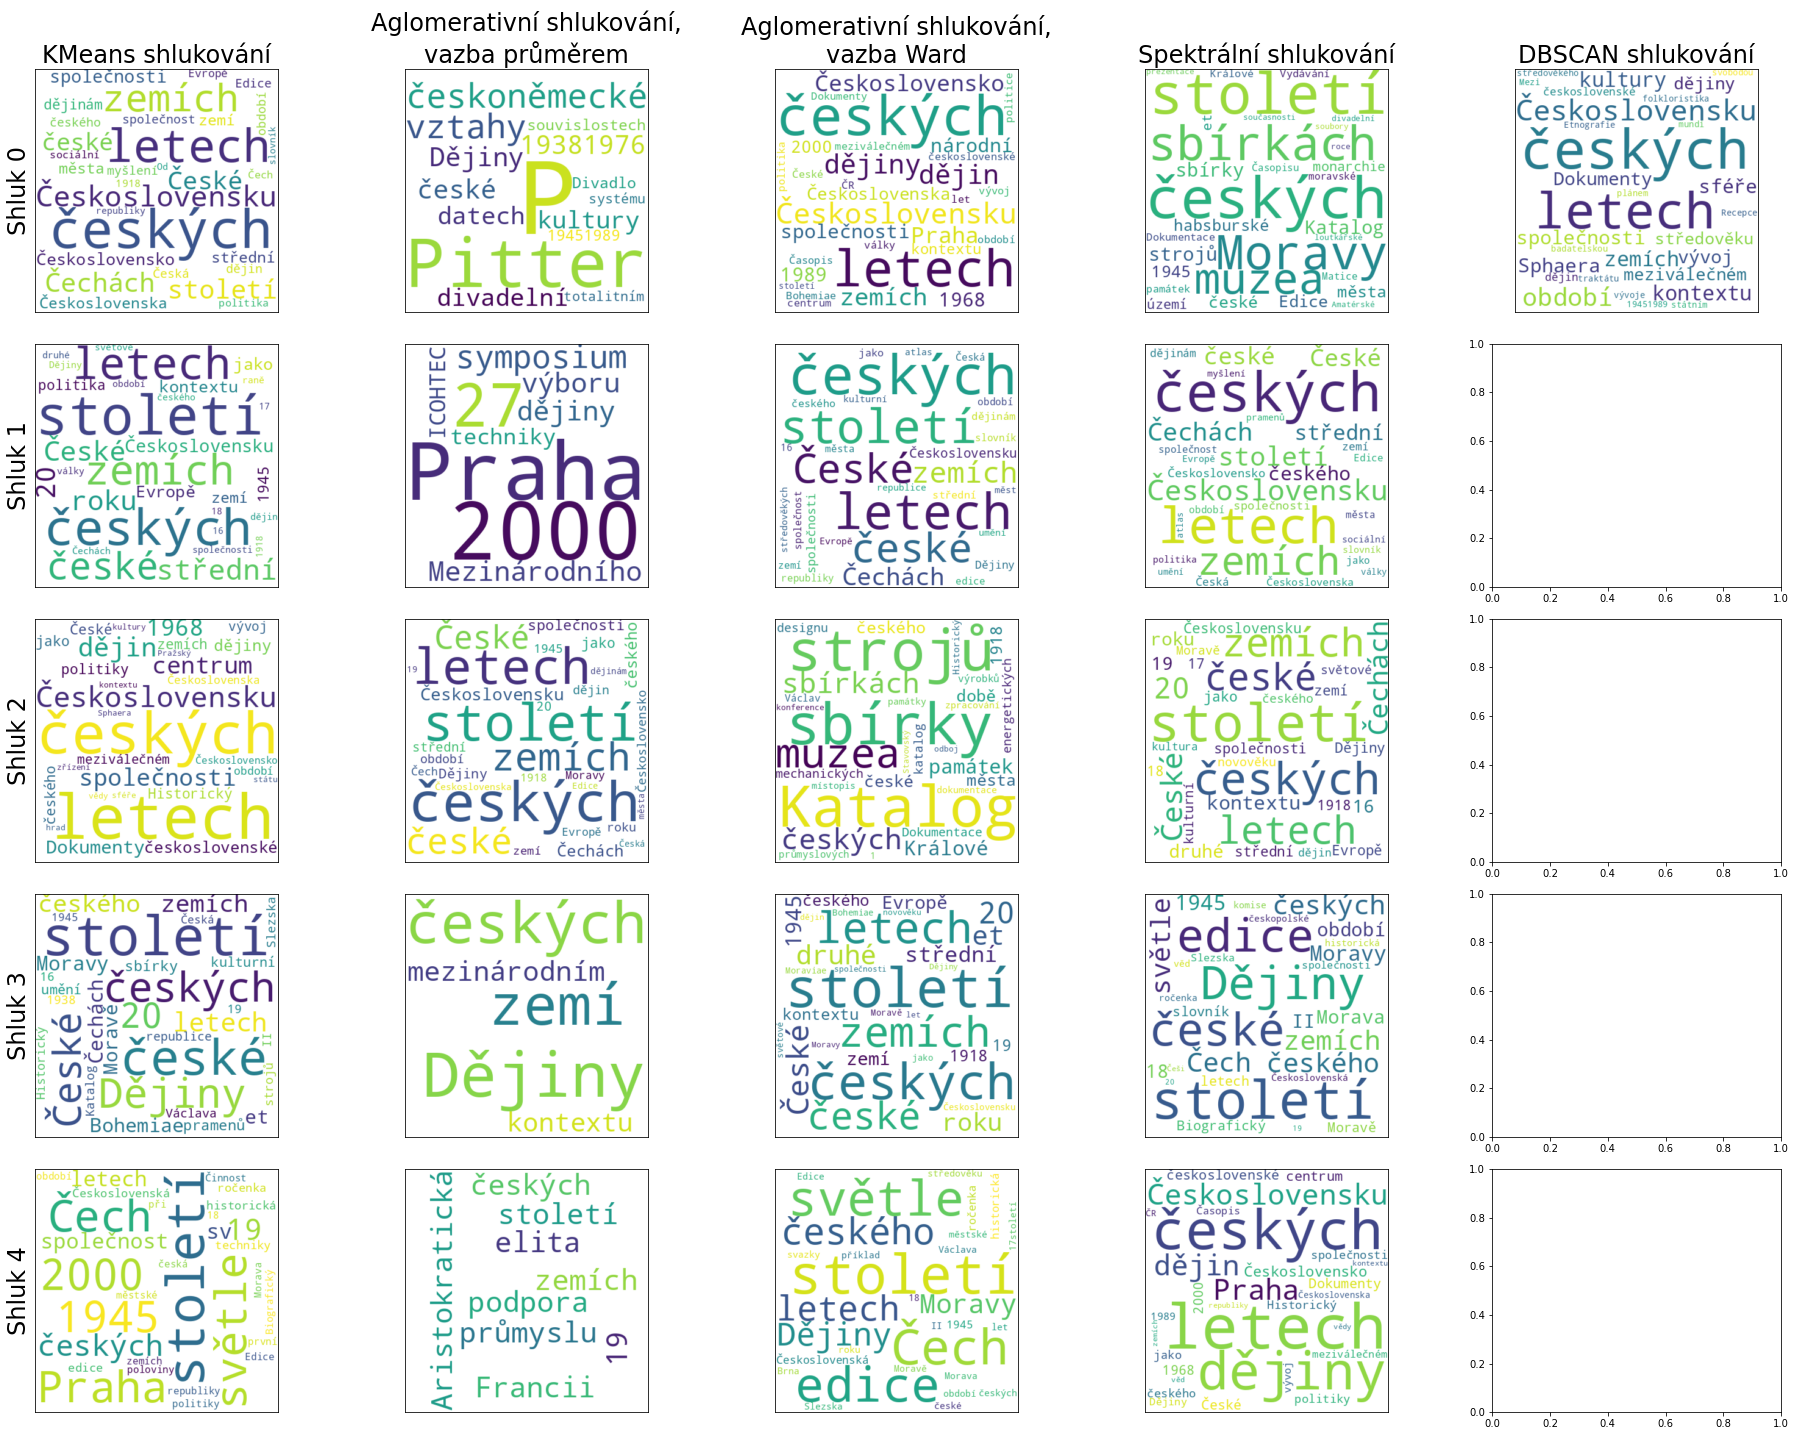 KMeans shlukování
Aglomerativní shlukování,
vazba průměrem
Aglomerativní shlukování,
vazba Ward
Spektrální shlukování
DBSCAN shlukování
Shluk 0
společnosti Evropě Edice
dějinám zemích období
českého společnost zemí
české letech slovník
sociální
města myšlení Od České Čech
1918
Československu
republiky
českých
Československo střední
Čechách Česká dějin
století
Československa politika
českoněmecké
vztahy souvislostech
19381976
Dějiny P Divadlo
české systému
datech kultury
19451989
Pitter
divadelní totalitním
Československo politice
Dokumenty
českých
2000 meziválečném národní
politika dějiny československé
České ČR dějin
Československa let vývoj
Československu
společnosti Praha období
války kontextu
Časopis
1989 letech
století
Bohemiae zemích 1968
centrum
prezentace Králové Vydávání
století
et současnosti divadelní
sbírkách soubory
roce
sbírky Časopisu monarchie
moravské
českých
habsburské Katalog
Dokumentace loutkářské
strojů Moravy
1945 muzea Matice
památek města
území české Edice Amatérské
středověkého svobodou
Mezi kultury dějiny
československé folkloristika
Československu
Etnografie mundi
českých
Dokumenty sféře
plánem
letech Recepce
společnosti středověku
badatelskou
Sphaera zemích vývoj
dějin traktátu meziválečném
období vývoje kontextu
19451989 státním
Shluk 1
druhé světové
Dějiny letech jako
politika období kontextu raně
českého
století 17
České Československu
20 války zemích 1945
roku Evropě zemí
18 dějin
českých
16
Čechách společnosti 1918
české střední
ICOHTEC symposium
27 výboru
dějiny
techniky
Praha
2000
Mezinárodního
jako atlas Česká
českých
českého kulturní období
století dějinám
slovník
16 města
České Československu
zemích
republice
středověkých společnost společnosti střední měst
letech
Evropě umění
zemí české Dějiny
republiky Čechách edice
dějinám české České
myšlení
českých
pramenů
Čechách střední
společnost století zemí
Evropě Edice
Československo českého
Československu
období společnosti
atlas letech města
sociální
politika zemích slovník
umění jako války
Česká Československa
1.0
0.8
0.6
0.4
0.2
0.0
0.0 0.2 0.4 0.6 0.8 1.0
Shluk 2
České kultury 1968 vývoj
jako dějin zemích dějiny
Pražský
politiky centrum
kontextu Československa
Československu
Sphaera
českých
meziválečném Československo
zřízení společnosti období
státu
českého vědy sféře Historický
hrad letech
Dokumenty československé
České společnosti
1945 jako českého
19 letech dějinám
Československu dějin
20
století
střední zemích Československo
období
Čech Dějiny 1918 Moravy
Československa Edice
českých města
české Evropě roku
zemí Čechách Česká
designu českého Historický 1918
strojů
sbírkách výrobků energetických
Václav památky době
konference zpracování
sbírky
muzea Stavovský katalog odboj
mechanických české památek
místopis města
Katalog dokumentace
českých Dokumentace
Králové
průmyslových 1
Československu Čechách
roku zemích
Moravě
19 17 české světové
20 jako českého zemí
století
kultura společnosti Dějiny
18 České novověku
českých
kulturní kontextu 1918 16
letech
druhé střední dějin Evropě
1.0
0.8
0.6
0.4
0.2
0.0
0.0 0.2 0.4 0.6 0.8 1.0
Shluk 3
českého zemích Slezska
1945 Česká
století
Moravy sbírky kulturní
16
umění českých
1938 Čechách 20 19
Moravě letech
České republice II
Historický české
Katalog Dějiny strojů
Václava et
Bohemiae pramenů
českých
mezinárodním
zemí
Dějiny
kontextu
1945 českého Evropě
dějin Bohemiae novověku 20
letech et
druhé střední
Moraviae společnosti Dějiny
století
kontextu Moravě let
světové zemích 19
Moravy
České zemí jako 1918
českých
Československu
české roku
světle 1945 komise českých
českopolské
edice období
historická
věd Slezska Moravy
společnosti
Dějiny
ročenka
slovník II Morava
české zemích
Čech českého
18 Češi
20 letech Československá
století
Biografický 19 Moravě
1.0
0.8
0.6
0.4
0.2
0.0
0.0 0.2 0.4 0.6 0.8 1.0
Shluk 4
období letech Činnost
Československá ročenka
Čech při století historická
18
společnost sv 19
techniky
2000 česká
městské Morava
1945 světle Biografický
českých první
zemích
edice poloviny Edice
Praha republiky
politiky
Aristokratická českých
století
elita
zemích
podpora
průmyslu 19
Francii
Edice středověku
světle ročenka historická
českého 17století
městské
svazky příklad Václava
století
letech 18 Moravy
II 1945 let
Dějiny roku Čech
Československá
Brna Moravě Morava
edice období českých
Slezska české
československé centrum
Československu
ČR Časopis
českých
společnosti
dějin kontextu
Československo
Praha Dokumenty
2000 Československa
republiky Historický
1989
zemích letech vědy
jako meziválečném
1968 dějiny
věd vývoj
českého politiky
Dějiny České
1.0
0.8
0.6
0.4
0.2
0.0
0.0 0.2 0.4 0.6 0.8 1.0